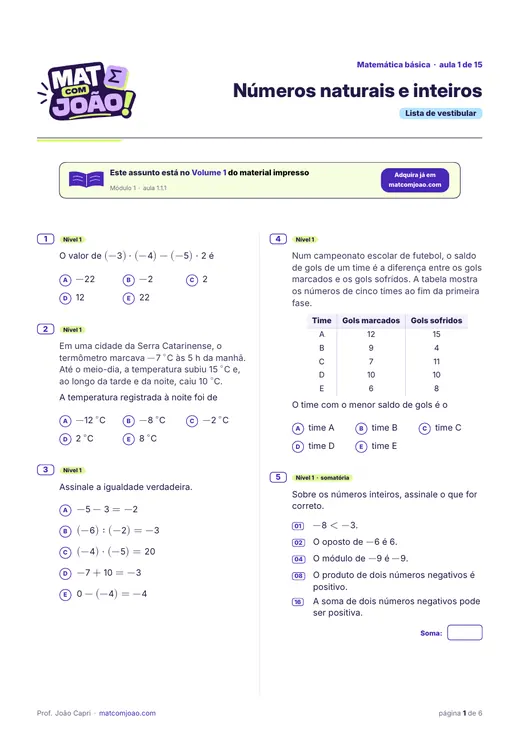 MAT Σ
COM
JOÃO!
Matemática básica · aula 1 de 15
Números naturais e inteiros
Lista de vestibular
Este assunto está no Volume 1 do material impresso
Módulo 1 · aula 1.1.1
Adquira já em
matcomjoao.com
1 Nível 1
O valor de (−3) · (−4) − (−5) · 2 é
A −22 B −2 C 2
D 12 E 22
2 Nível 1
Em uma cidade da Serra Catarinense, o
termômetro marcava −7 °C às 5 h da manhã.
Até o meio-dia, a temperatura subiu 15 °C e,
ao longo da tarde e da noite, caiu 10 °C.
A temperatura registrada à noite foi de
A −12 °C B −8 °C C −2 °C
D 2 °C E 8 °C
3 Nível 1
Assinale a igualdade verdadeira.
A −5 − 3 = −2
B (−6) : (−2) = −3
C (−4) · (−5) = 20
D −7 + 10 = −3
E 0 − (−4) = −4
4 Nível 1
Num campeonato escolar de futebol, o saldo
de gols de um time é a diferença entre os gols
marcados e os gols sofridos. A tabela mostra
os números de cinco times ao fim da primeira
fase.
Time Gols marcados Gols sofridos
A 12 15
B 9 4
C 7 11
D 10 10
E 6 8
O time com o menor saldo de gols é o
A time A B time B C time C
D time D E time E
5 Nível 1 · somatória
Sobre os números inteiros, assinale o que for
correto.
01 −8 < −3.
02 O oposto de −6 é 6.
04 O módulo de −9 é −9.
08 O produto de dois números negativos é
positivo.
16 A soma de dois números negativos pode
ser positiva.
Soma:
Prof. João Capri · matcomjoao.com
página 1 de 6